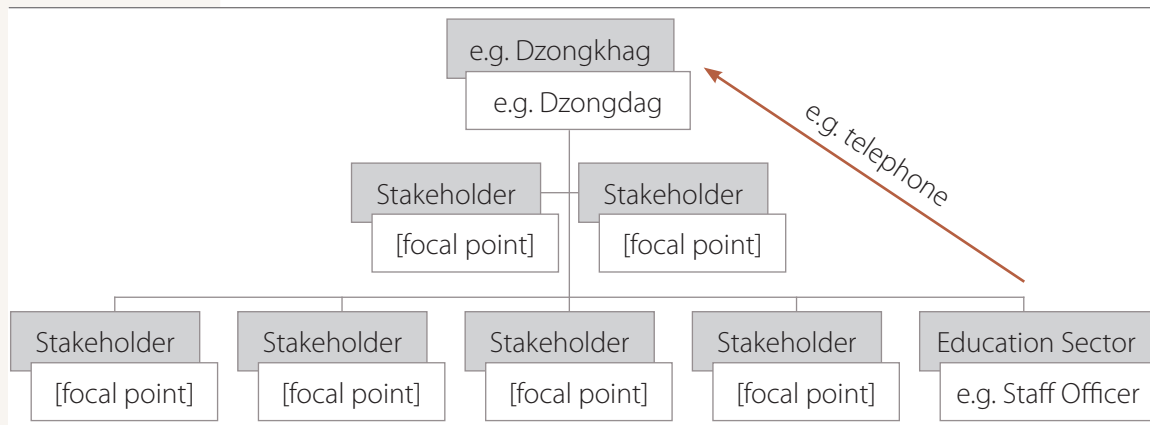 e.g. Dzongkhag
e.g. Dzongdag
e.g. telephone
Stakeholder
[focal point]
Stakeholder
[focal point]
Stakeholder
[focal point]
Stakeholder
[focal point]
Stakeholder
[focal point]
Stakeholder
[focal point]
Education Sector
e.g. Staff Officer